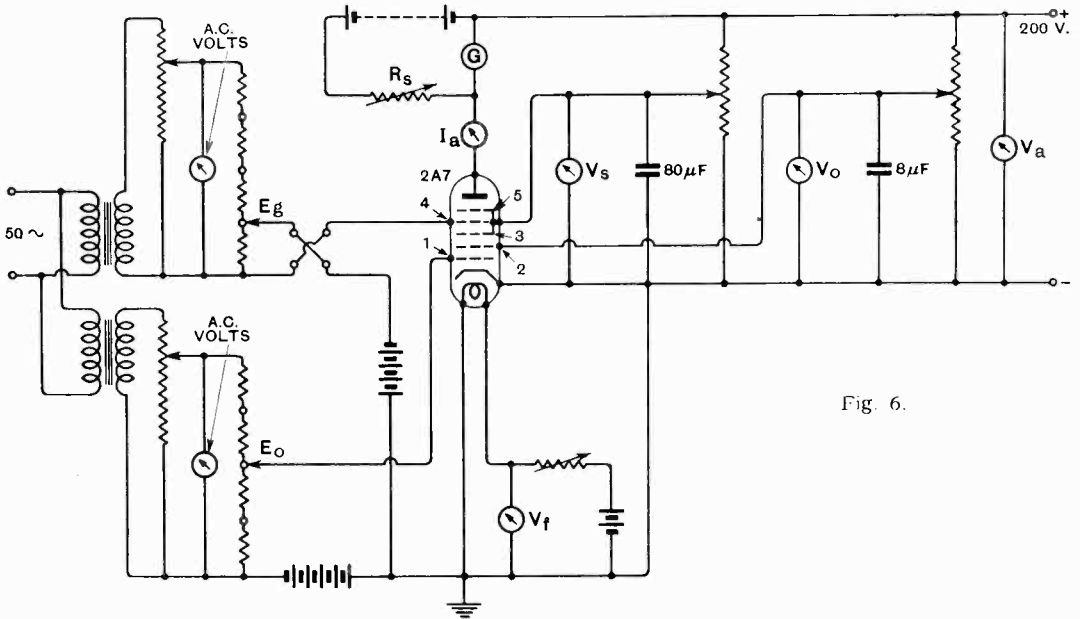 A.C.
VOLTS
50 ~
Eg
A.C.
VOLTS
Eo
Rs
G
Ia
2A7
4
5
3
1
2
Vs
80µF
Vo
8µF
Va
+
200 V.
-
Vf
Fig. 6.